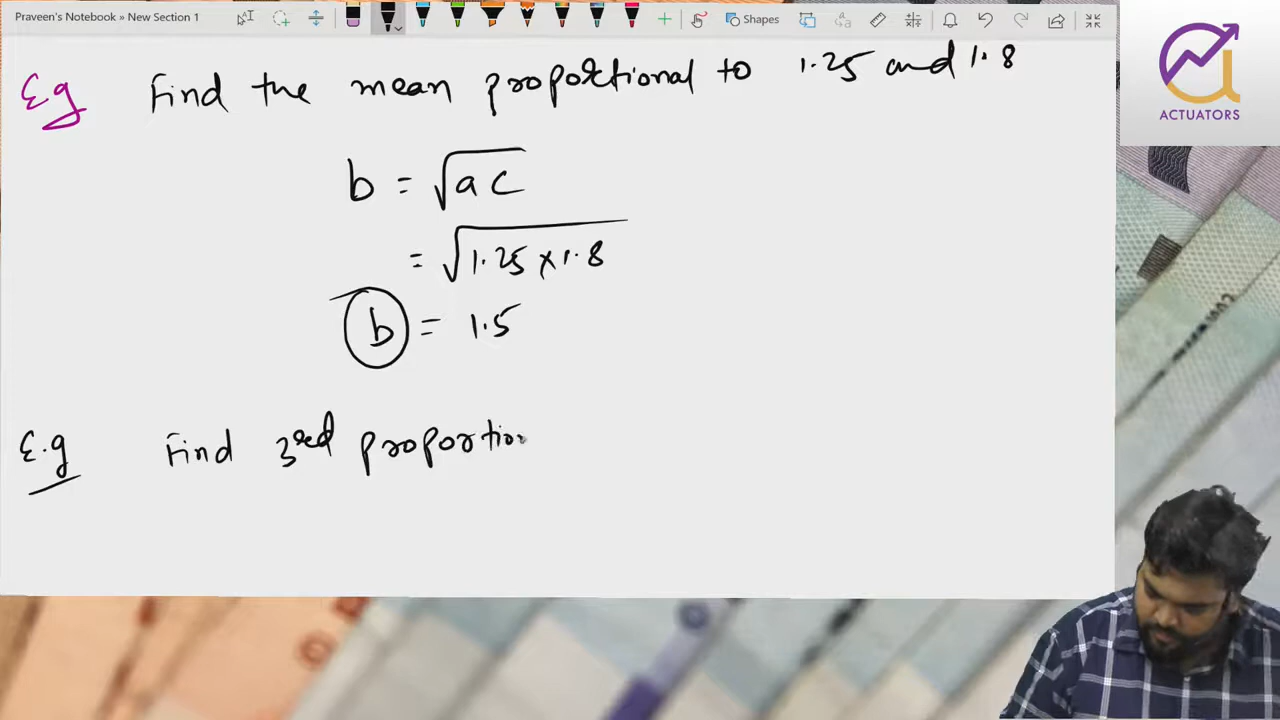 Praveen's Notebook » New Section 1
Shapes
ACTUATORS
E.g Find the mean proportional to 1.25 and 1.8
b = √ac
= √1.25 x 1.8
b = 1.5
E.g Find 3rd proportion